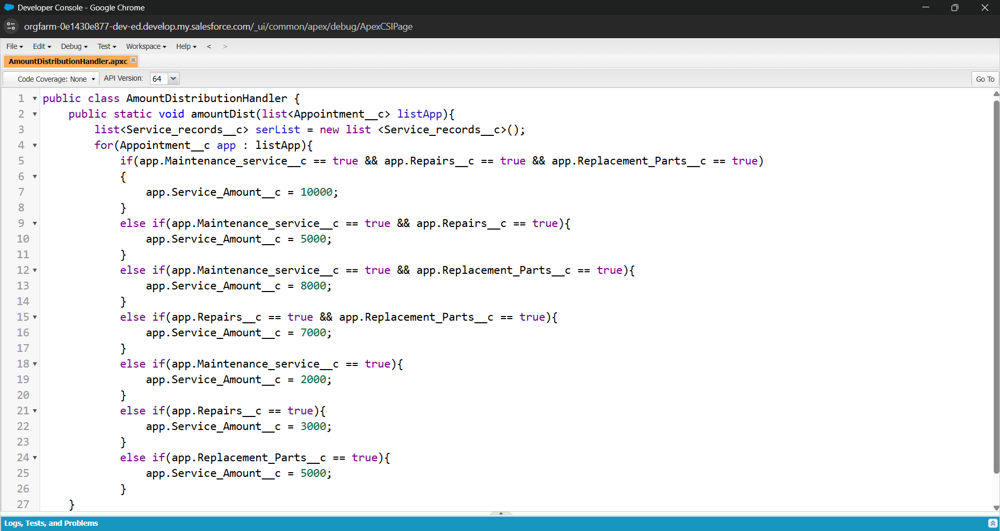 Developer Console - Google Chrome
orgfarm-0e1430e877-dev-ed.develop.my.salesforce.com/_ui/common/apex/debug/ApexCSIPage
File Edit Debug Test Workspace Help < >
AmountDistributionHandler.apxc
Code Coverage: None API Version: 64 Go To
1 public class AmountDistributionHandler {
2     public static void amountDist(list<Appointment__c> listApp){
3         list<Service_records__c> serList = new list <Service_records__c>();
4         for(Appointment__c app : listApp){
5             if(app.Maintenance_service__c == true && app.Repairs__c == true && app.Replacement_Parts__c == true)
6             {
7                 app.Service_Amount__c = 10000;
8             }
9             else if(app.Maintenance_service__c == true && app.Repairs__c == true){
10                 app.Service_Amount__c = 5000;
11             }
12             else if(app.Maintenance_service__c == true && app.Replacement_Parts__c == true){
13                 app.Service_Amount__c = 8000;
14             }
15             else if(app.Repairs__c == true && app.Replacement_Parts__c == true){
16                 app.Service_Amount__c = 7000;
17             }
18             else if(app.Maintenance_service__c == true){
19                 app.Service_Amount__c = 2000;
20             }
21             else if(app.Repairs__c == true){
22                 app.Service_Amount__c = 3000;
23             }
24             else if(app.Replacement_Parts__c == true){
25                 app.Service_Amount__c = 5000;
26             }
27     }
Logs, Tests, and Problems